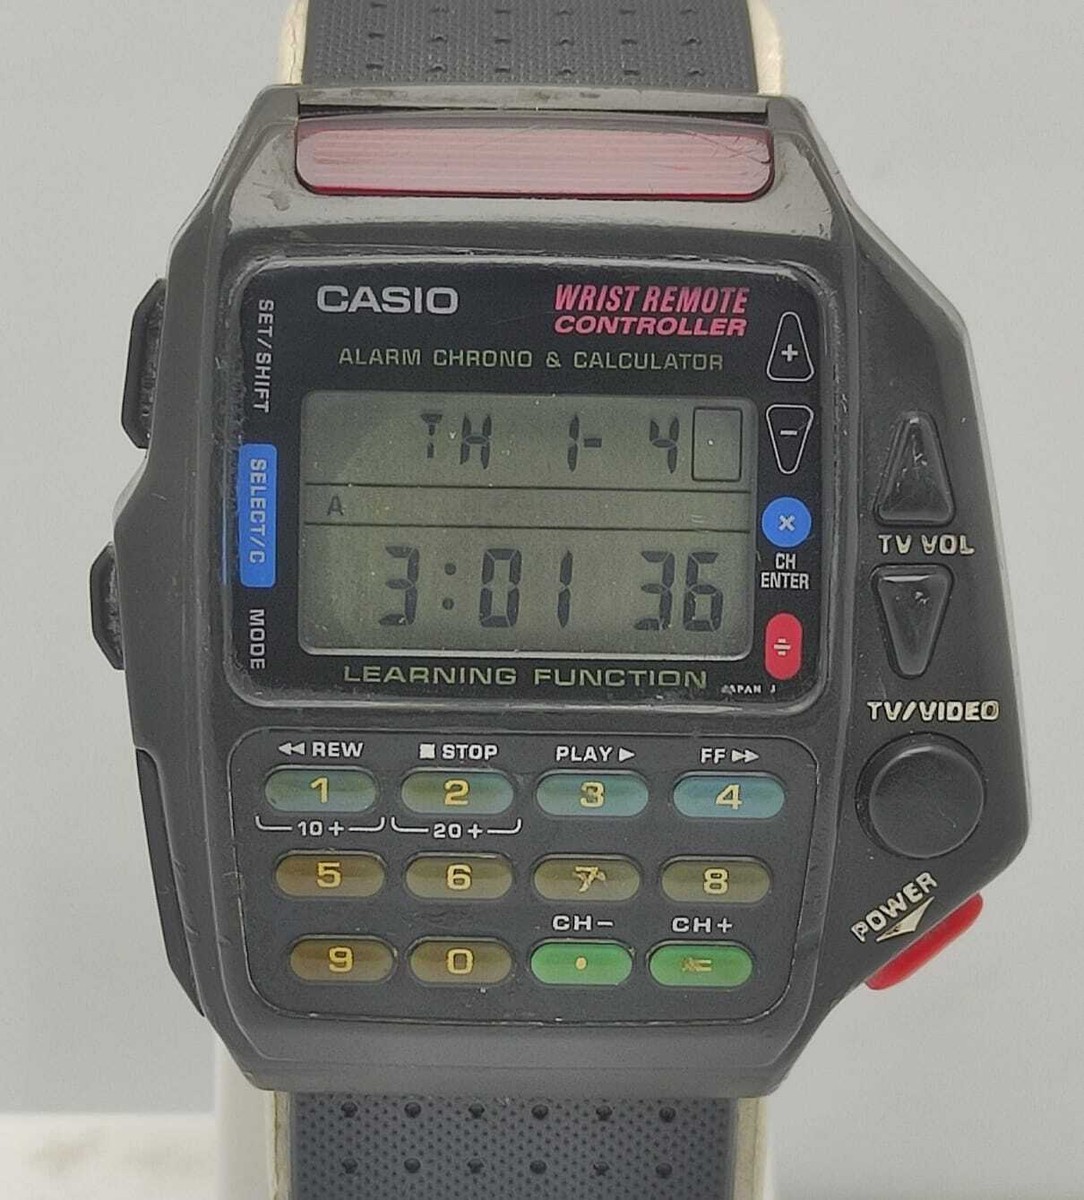 CASIO
WRIST REMOTE
CONTROLLER
ALARM CHRONO & CALCULATOR
SET/SHIFT
SELECT/C
MODE
TH 1-4
A
3:01 36
+
-
×
CH
ENTER
÷
LEARNING FUNCTION
JAPAN J
TV VOL
TV/VIDEO
POWER
◀◀ REW ■ STOP PLAY ▶ FF ▶▶
1 2 3 4
10+ 20+
5 6 7 8
CH- CH+
9 0 . =